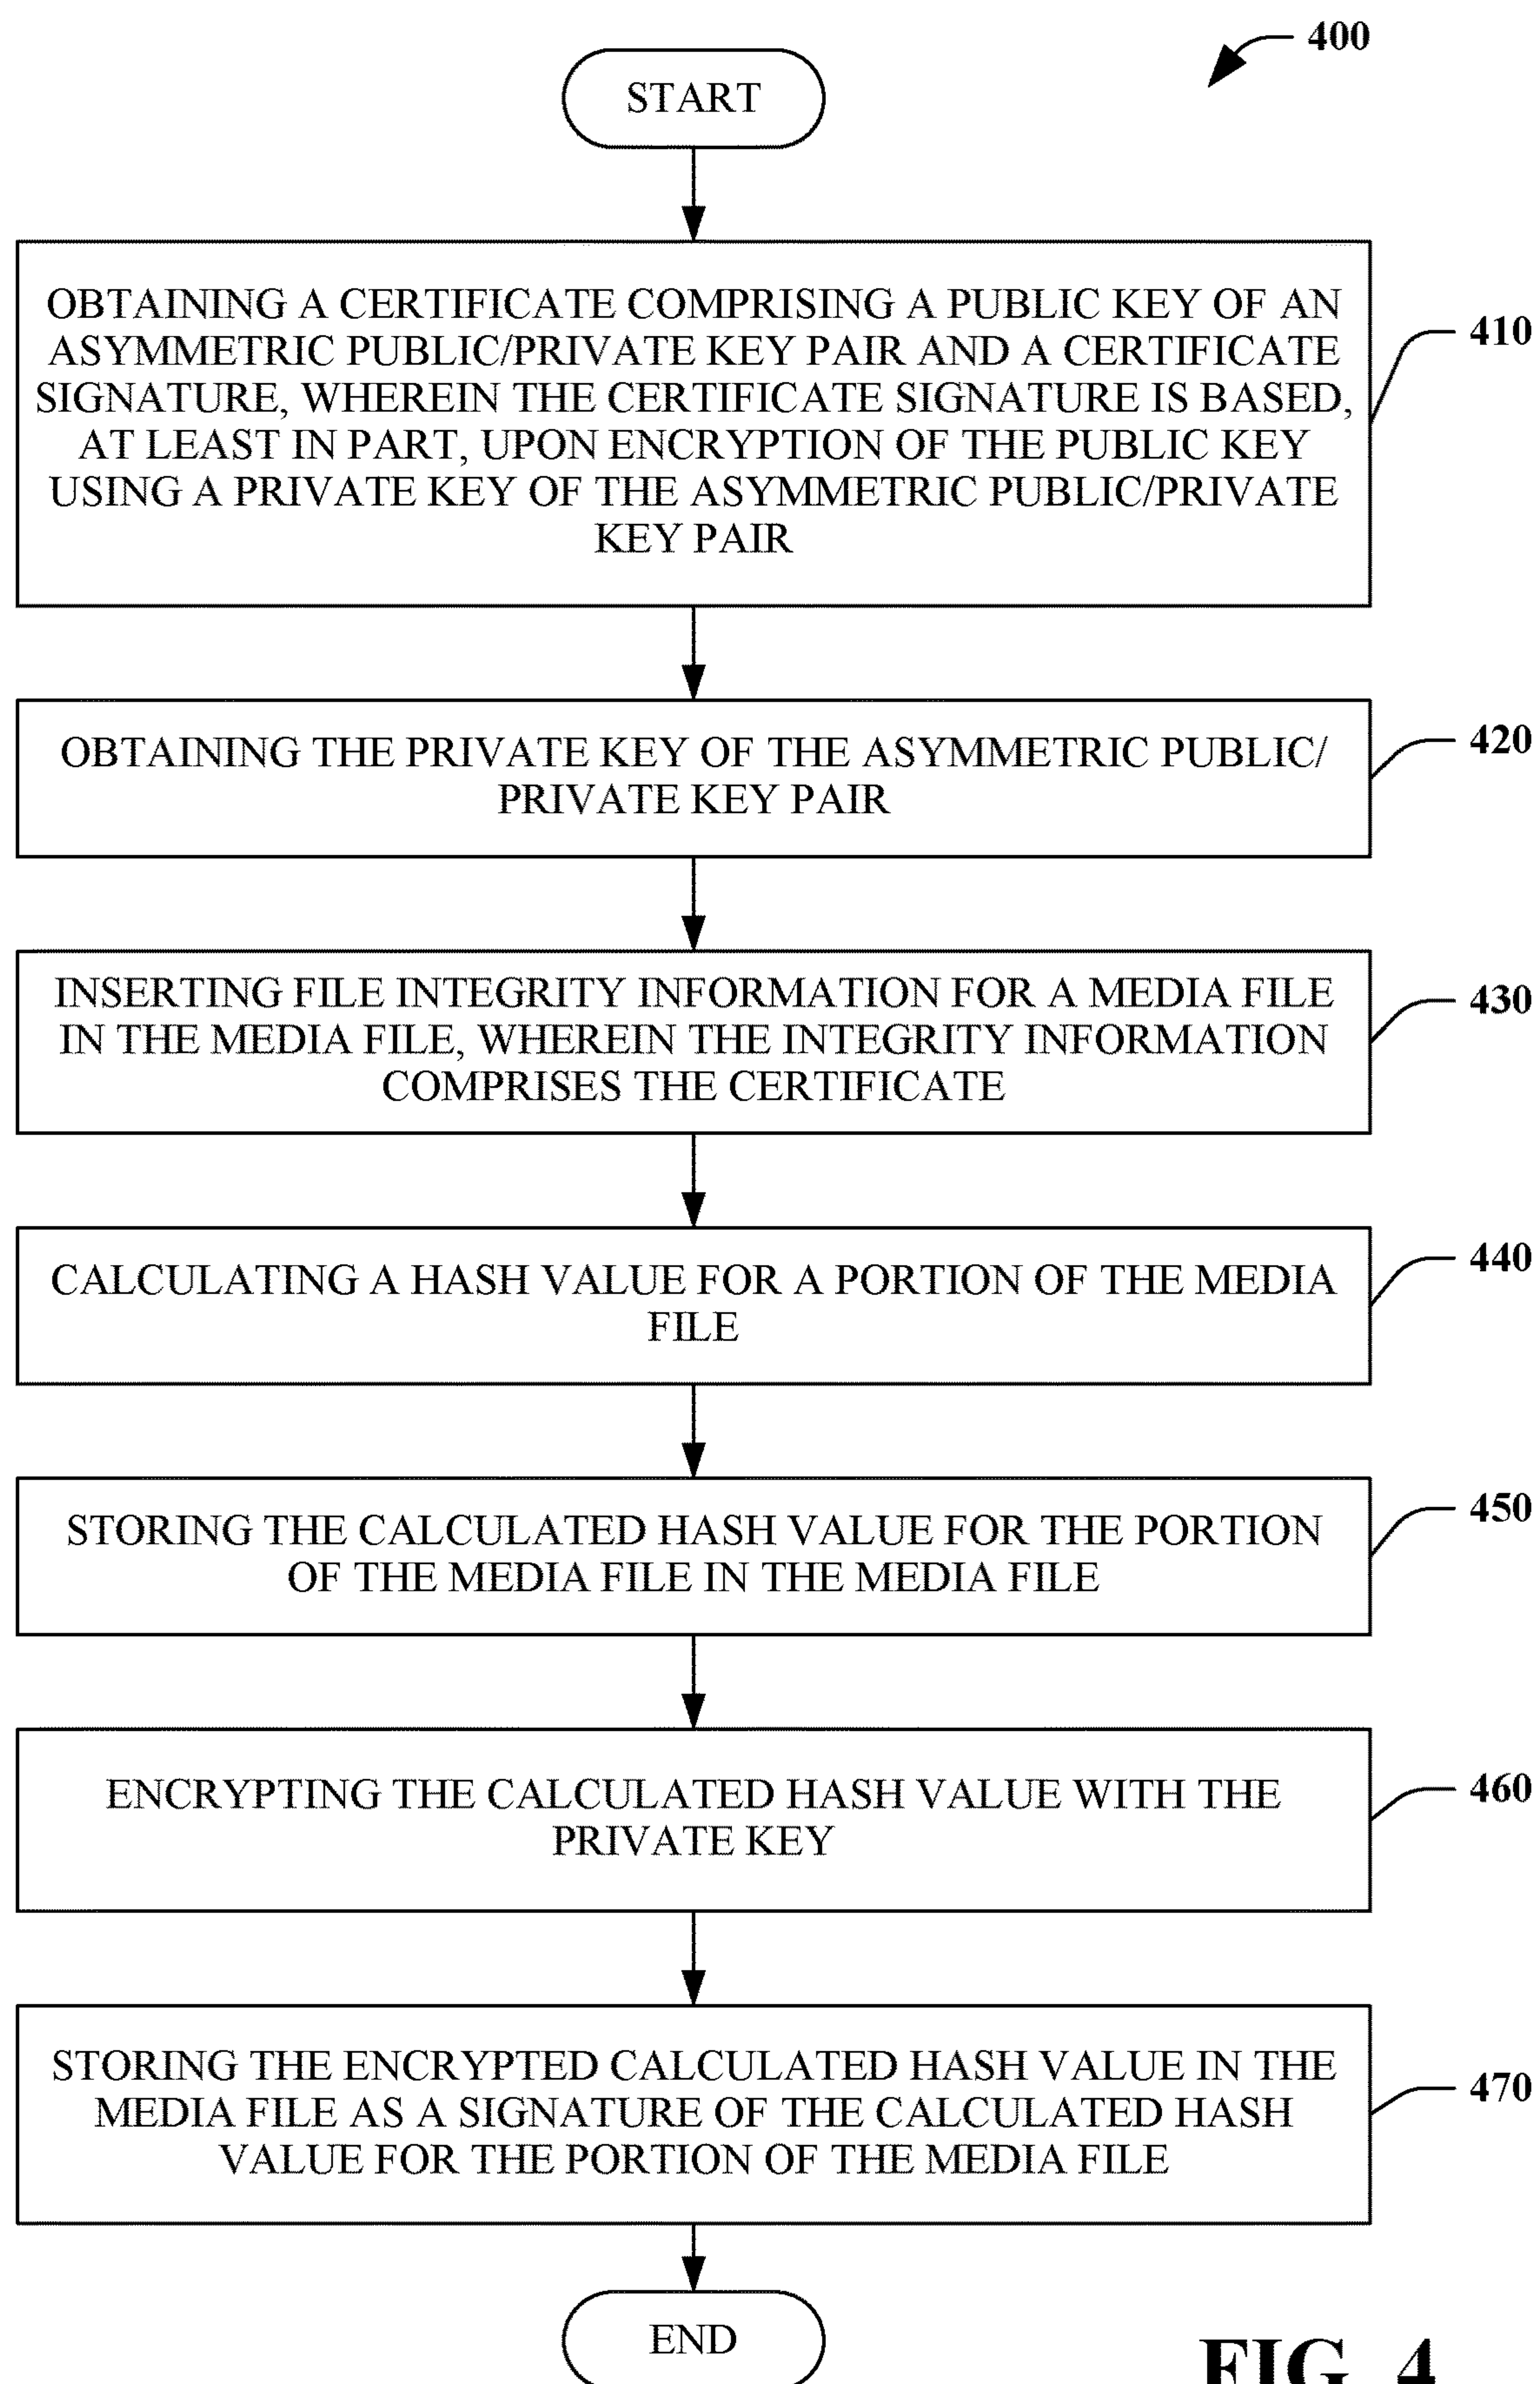 400
START
OBTAINING A CERTIFICATE COMPRISING A PUBLIC KEY OF AN
ASYMMETRIC PUBLIC/PRIVATE KEY PAIR AND A CERTIFICATE
SIGNATURE, WHEREIN THE CERTIFICATE SIGNATURE IS BASED,
AT LEAST IN PART, UPON ENCRYPTION OF THE PUBLIC KEY
USING A PRIVATE KEY OF THE ASYMMETRIC PUBLIC/PRIVATE
KEY PAIR
410
OBTAINING THE PRIVATE KEY OF THE ASYMMETRIC PUBLIC/
PRIVATE KEY PAIR
420
INSERTING FILE INTEGRITY INFORMATION FOR A MEDIA FILE
IN THE MEDIA FILE, WHEREIN THE INTEGRITY INFORMATION
COMPRISES THE CERTIFICATE
430
CALCULATING A HASH VALUE FOR A PORTION OF THE MEDIA
FILE
440
STORING THE CALCULATED HASH VALUE FOR THE PORTION
OF THE MEDIA FILE IN THE MEDIA FILE
450
ENCRYPTING THE CALCULATED HASH VALUE WITH THE
PRIVATE KEY
460
STORING THE ENCRYPTED CALCULATED HASH VALUE IN THE
MEDIA FILE AS A SIGNATURE OF THE CALCULATED HASH
VALUE FOR THE PORTION OF THE MEDIA FILE
470
END
FIG. 4